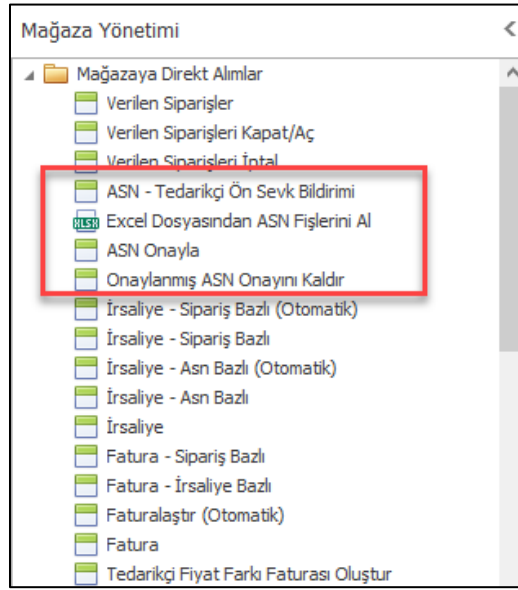 Mağaza Yönetimi
Mağazaya Direkt Alımlar
Verilen Siparişler
Verilen Siparişleri Kapat/Aç
Verilen Siparişleri İptal
ASN - Tedarikçi Ön Sevk Bildirimi
XLSX Excel Dosyasından ASN Fişlerini Al
ASN Onayla
Onaylanmış ASN Onayını Kaldır
İrsaliye - Sipariş Bazlı (Otomatik)
İrsaliye - Sipariş Bazlı
İrsaliye - Asn Bazlı (Otomatik)
İrsaliye - Asn Bazlı
İrsaliye
Fatura - Sipariş Bazlı
Fatura - İrsaliye Bazlı
Faturalaştır (Otomatik)
Fatura
Tedarikçi Fiyat Farkı Faturası Oluştur